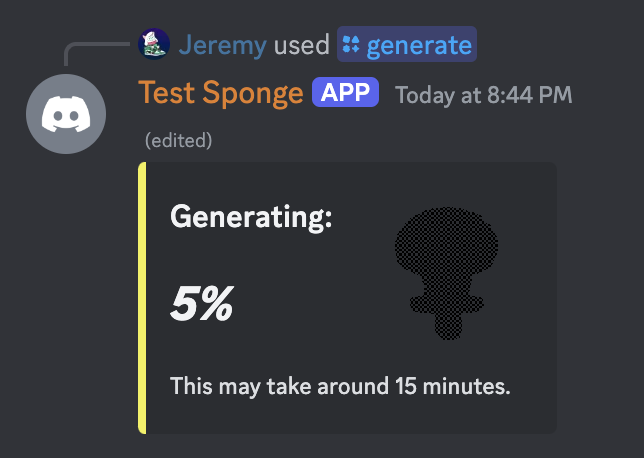 Jeremy used generate
Test Sponge APP Today at 8:44 PM
(edited)
Generating:
5%
This may take around 15 minutes.